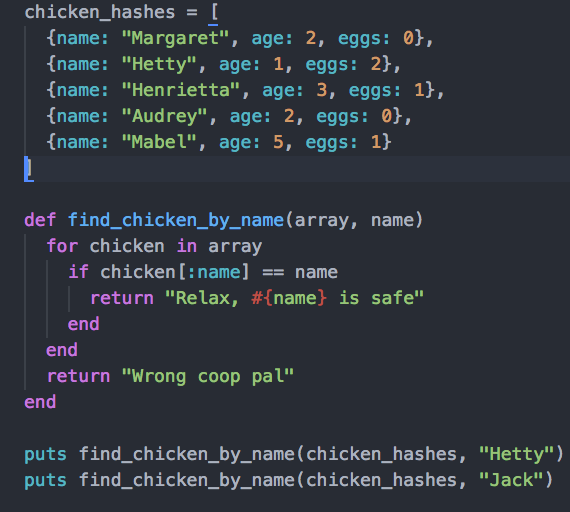 chicken_hashes = [
  {name: "Margaret", age: 2, eggs: 0},
  {name: "Hetty", age: 1, eggs: 2},
  {name: "Henrietta", age: 3, eggs: 1},
  {name: "Audrey", age: 2, eggs: 0},
  {name: "Mabel", age: 5, eggs: 1}
]

def find_chicken_by_name(array, name)
  for chicken in array
    if chicken[:name] == name
      return "Relax, #{name} is safe"
    end
  end
  return "Wrong coop pal"
end

puts find_chicken_by_name(chicken_hashes, "Hetty")
puts find_chicken_by_name(chicken_hashes, "Jack")